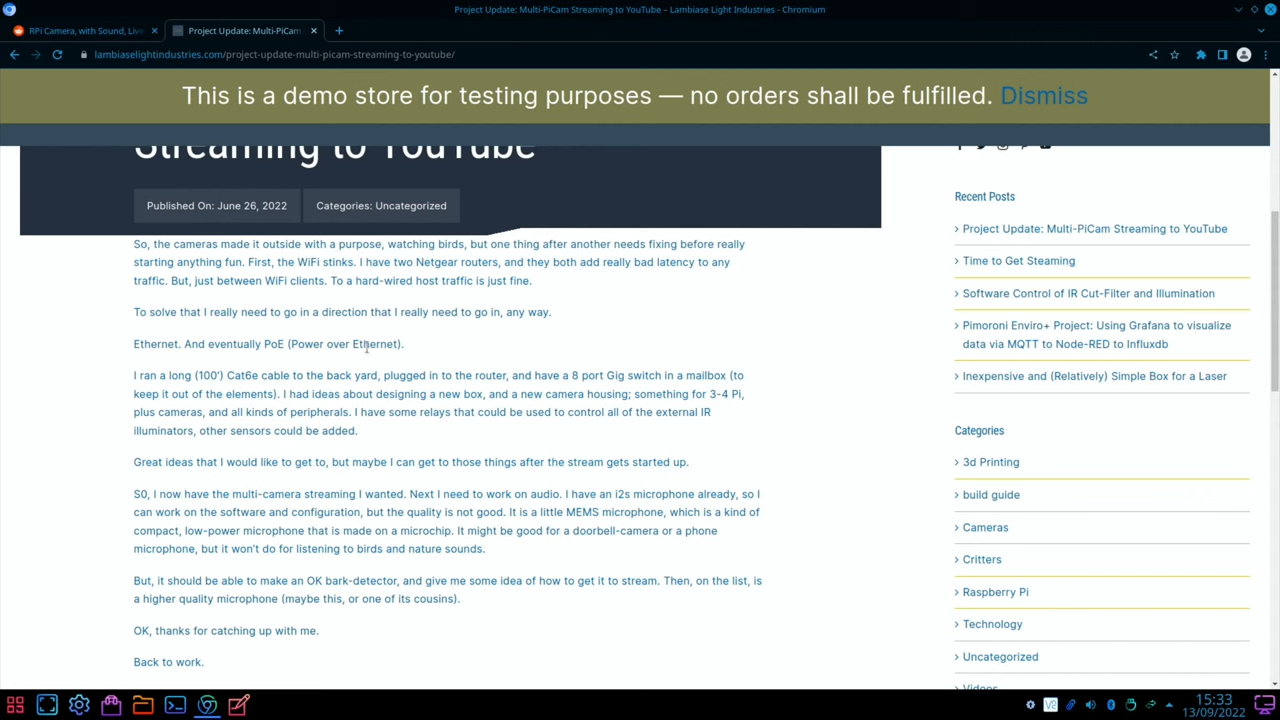 Project Update: Multi-PiCam Streaming to YouTube – Lambiase Light Industries - Chromium
RPi Camera, with Sound, Liv
Project Update: Multi-PiCam
lambiaselightindustries.com/project-update-multi-picam-streaming-to-youtube/
This is a demo store for testing purposes — no orders shall be fulfilled. Dismiss
Streaming to YouTube
Published On: June 26, 2022
Categories: Uncategorized
So, the cameras made it outside with a purpose, watching birds, but one thing after another needs fixing before really
starting anything fun. First, the WiFi stinks. I have two Netgear routers, and they both add really bad latency to any
traffic. But, just between WiFi clients. To a hard-wired host traffic is just fine.
To solve that I really need to go in a direction that I really need to go in, any way.
Ethernet. And eventually PoE (Power over Ethernet).
I ran a long (100') Cat6e cable to the back yard, plugged in to the router, and have a 8 port Gig switch in a mailbox (to
keep it out of the elements). I had ideas about designing a new box, and a new camera housing; something for 3-4 Pi,
plus cameras, and all kinds of peripherals. I have some relays that could be used to control all of the external IR
illuminators, other sensors could be added.
Great ideas that I would like to get to, but maybe I can get to those things after the stream gets started up.
S0, I now have the multi-camera streaming I wanted. Next I need to work on audio. I have an i2s microphone already, so I
can work on the software and configuration, but the quality is not good. It is a little MEMS microphone, which is a kind of
compact, low-power microphone that is made on a microchip. It might be good for a doorbell-camera or a phone
microphone, but it won't do for listening to birds and nature sounds.
But, it should be able to make an OK bark-detector, and give me some idea of how to get it to stream. Then, on the list, is
a higher quality microphone (maybe this, or one of its cousins).
OK, thanks for catching up with me.
Back to work.
Recent Posts
Project Update: Multi-PiCam Streaming to YouTube
Time to Get Steaming
Software Control of IR Cut-Filter and Illumination
Pimoroni Enviro+ Project: Using Grafana to visualize
data via MQTT to Node-RED to Influxdb
Inexpensive and (Relatively) Simple Box for a Laser
Categories
3d Printing
build guide
Cameras
Critters
Raspberry Pi
Technology
Uncategorized
Videos
V2
15:33
13/09/2022